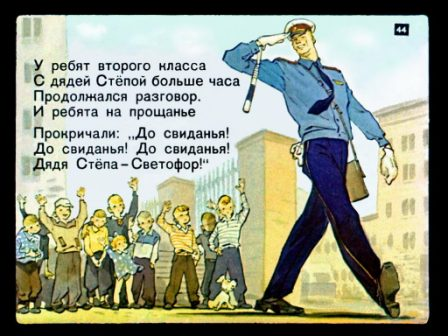 44
У ребят второго класса
С дядей Стёпой больше часа
Продолжался разговор.
И ребята на прощанье
Прокричали: „До свиданья!
До свиданья! До свиданья!
Дядя Стёпа–Светофор!“